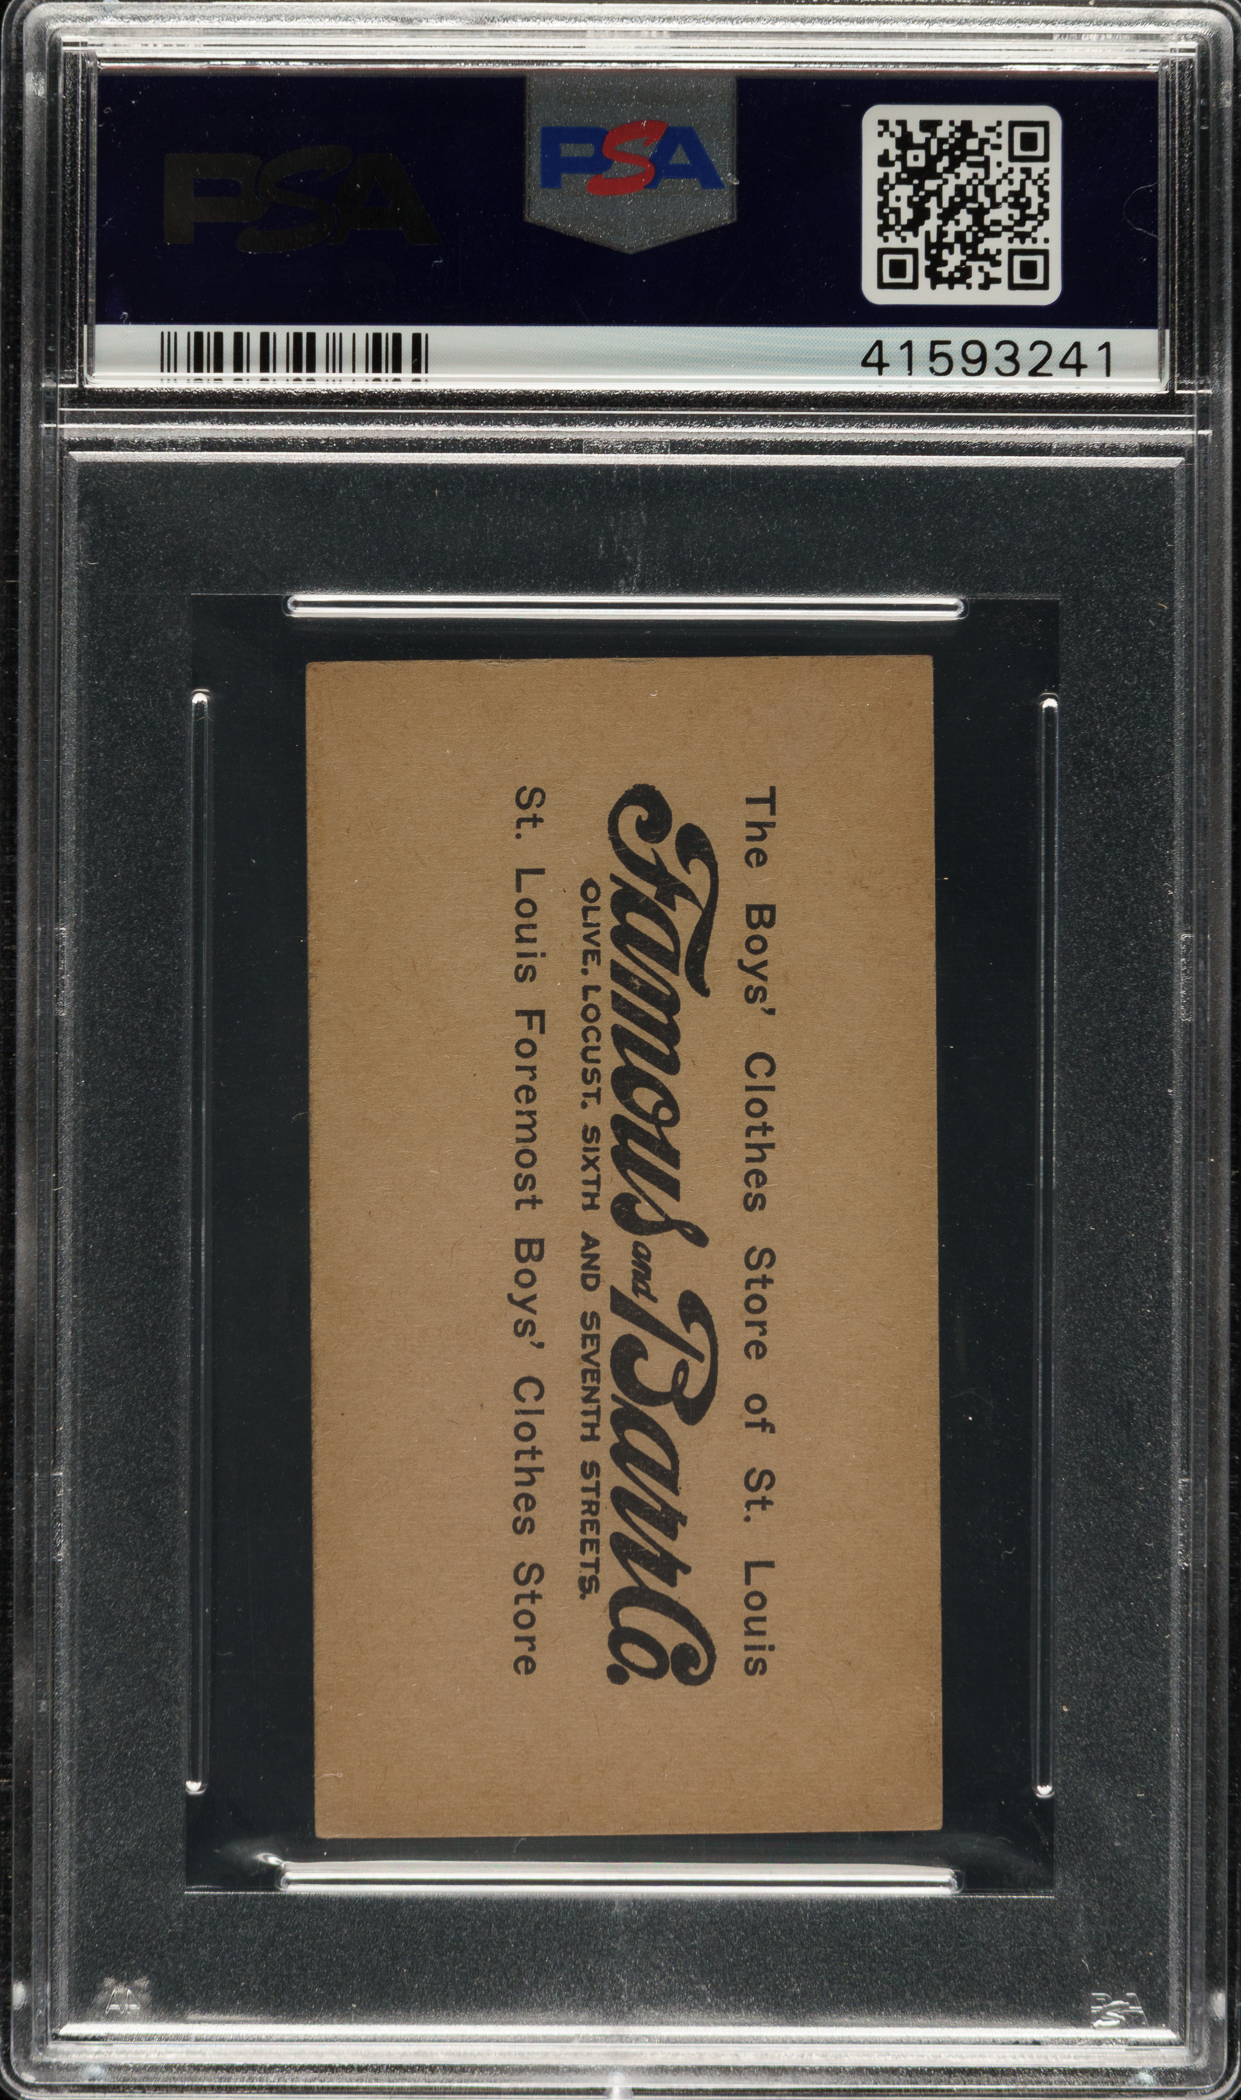 PSA
PSA
41593241
The Boys' Clothes Store of St. Louis
Famous and Barr Co.
OLIVE, LOCUST, SIXTH AND SEVENTH STREETS.
St. Louis Foremost Boys' Clothes Store
PSA